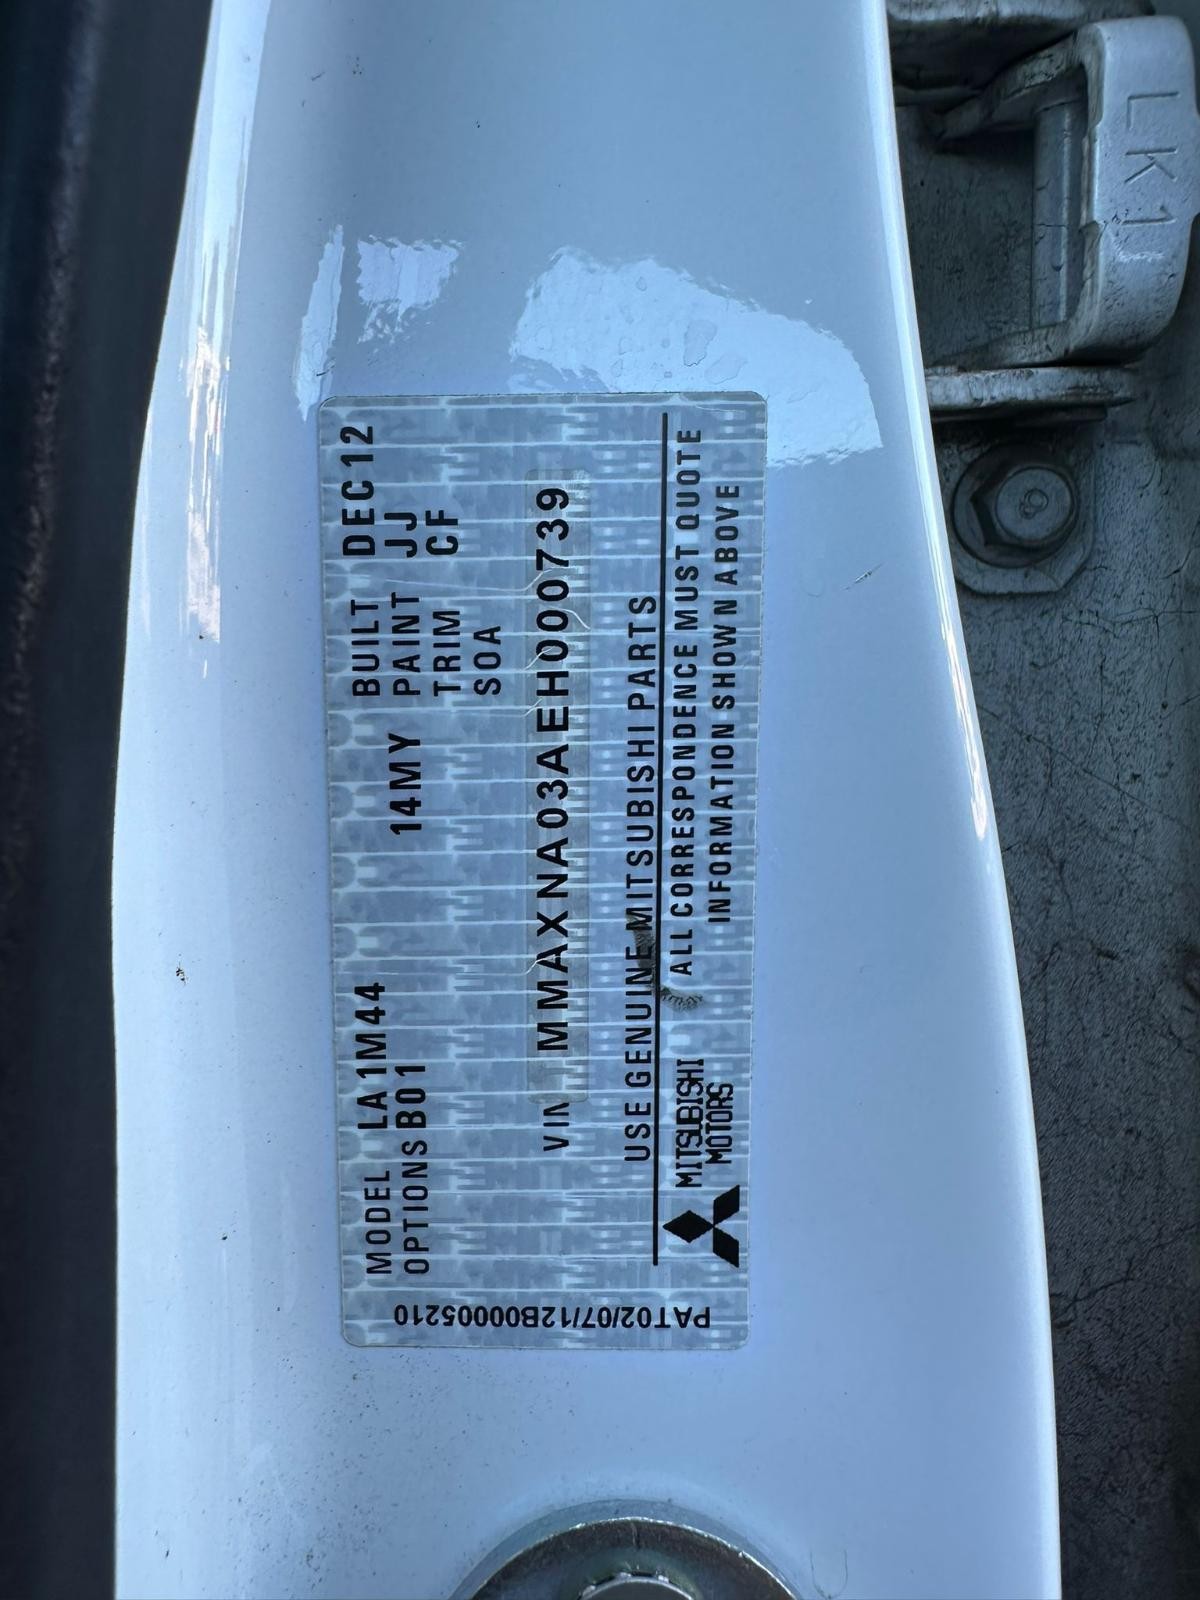 MODEL LA1M44 BUILT DEC12
OPTIONS B01 14MY PAINT JJ
TRIM CF
SOA
VIN MMAXNA03AEH000739
USE GENUINE MITSUBISHI PARTS
MITSUBISHI MOTORS
ALL CORRESPONDENCE MUST QUOTE
INFORMATION SHOWN ABOVE
PAT02/07/12B00005210
LK1